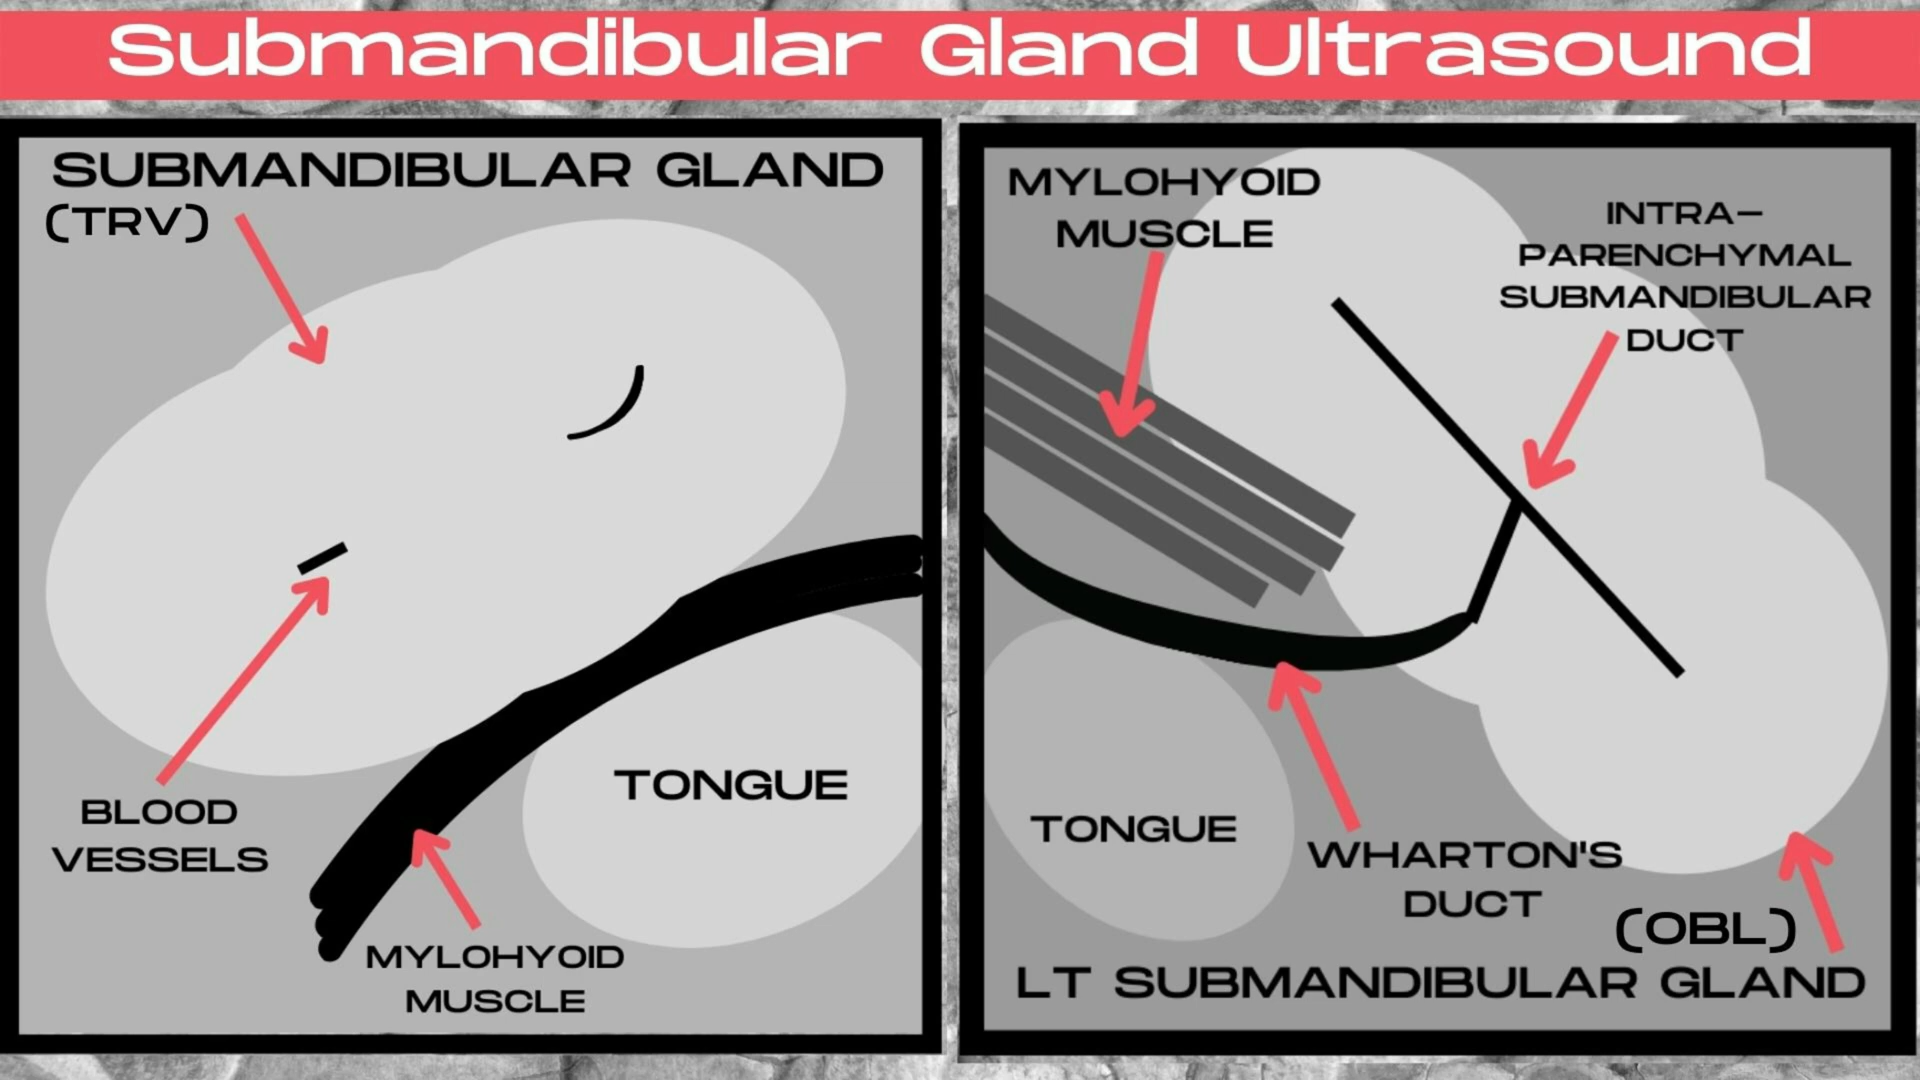 Submandibular Gland Ultrasound
SUBMANDIBULAR GLAND
(TRV)
BLOOD
VESSELS
TONGUE
MYLOHYOID
MUSCLE
MYLOHYOID
MUSCLE
INTRA-
PARENCHYMAL
SUBMANDIBULAR
DUCT
TONGUE
WHARTON'S
DUCT
(OBL)
LT SUBMANDIBULAR GLAND